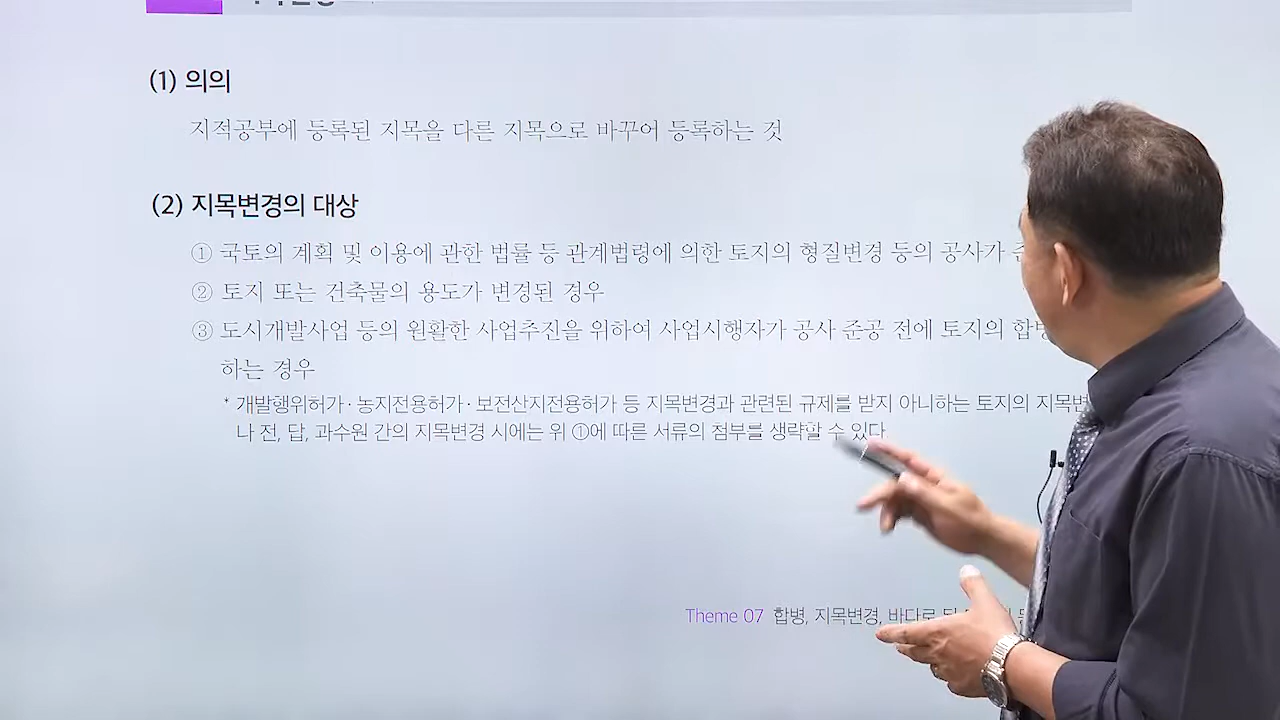 (1) 의의
지적공부에 등록된 지목을 다른 지목으로 바꾸어 등록하는 것
(2) 지목변경의 대상
① 국토의 계획 및 이용에 관한 법률 등 관계법령에 의한 토지의 형질변경 등의 공사가
② 토지 또는 건축물의 용도가 변경된 경우
③ 도시개발사업 등의 원활한 사업추진을 위하여 사업시행자가 공사 준공 전에 토지의
하는 경우
* 개발행위허가·농지전용허가·보전산지전용허가 등 지목변경과 관련된 규제를 받지 아니하는 토지의
나 전, 답, 과수원 간의 지목변경 시에는 위 ①에 따른 서류의 첨부를 생략할 수 있다
Theme 07 합병, 지목변경, 바다로